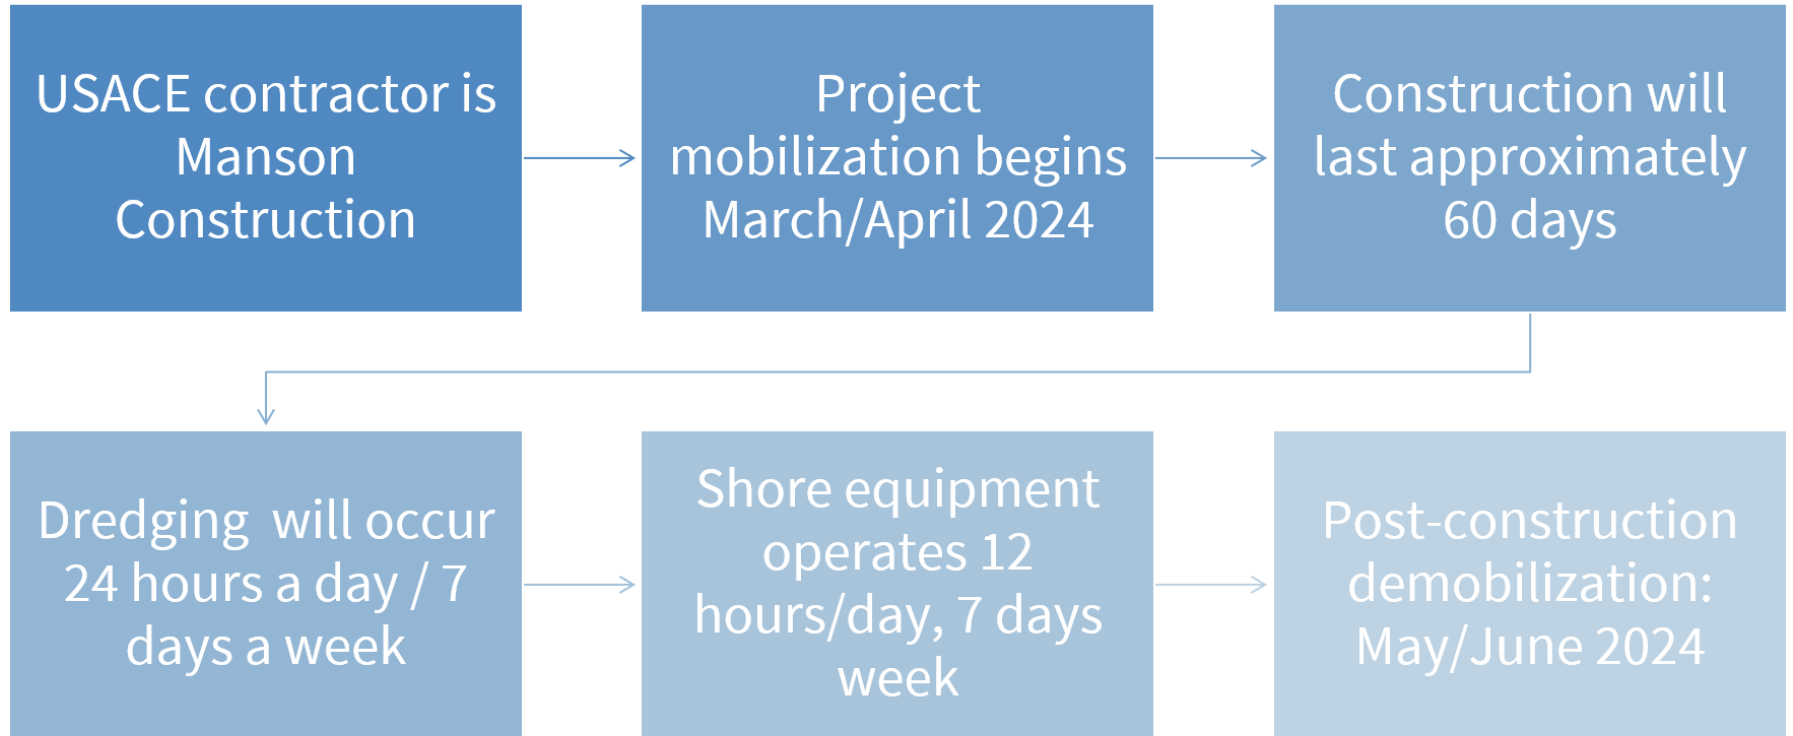 USACE contractor is
Manson
Construction
Project
mobilization begins
March/April 2024
Construction will
last approximately
60 days
Dredging  will occur
24 hours a day / 7
days a week
Shore equipment
operates 12
hours/day, 7 days
week
Post-construction
demobilization:
May/June 2024